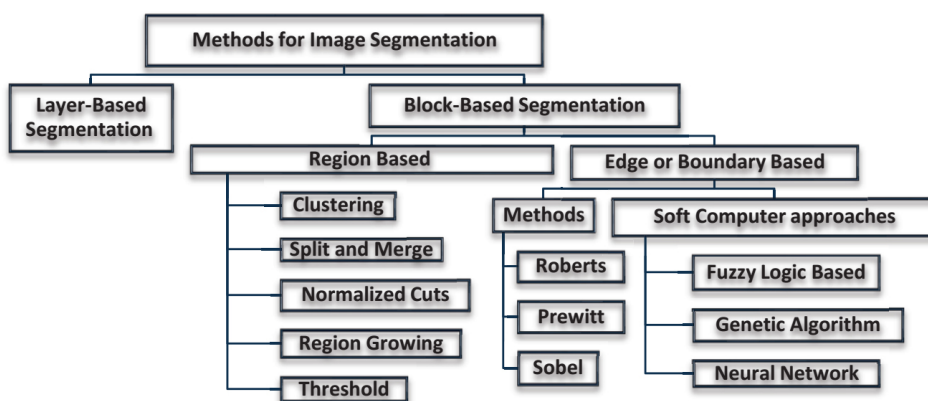 Methods for Image Segmentation
Layer-Based
Segmentation
Block-Based Segmentation
Region Based
Edge or Boundary Based
Clustering
Split and Merge
Normalized Cuts
Region Growing
Threshold
Methods
Roberts
Prewitt
Sobel
Soft Computer approaches
Fuzzy Logic Based
Genetic Algorithm
Neural Network